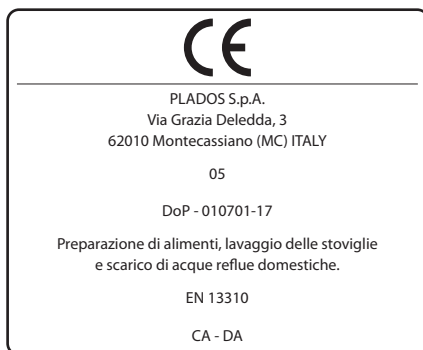 CE
PLADOS S.p.A.
Via Grazia Deledda, 3
62010 Montecassiano (MC) ITALY
05
DoP - 010701-17
Preparazione di alimenti, lavaggio delle stoviglie
e scarico di acque reflue domestiche.
EN 13310
CA - DA